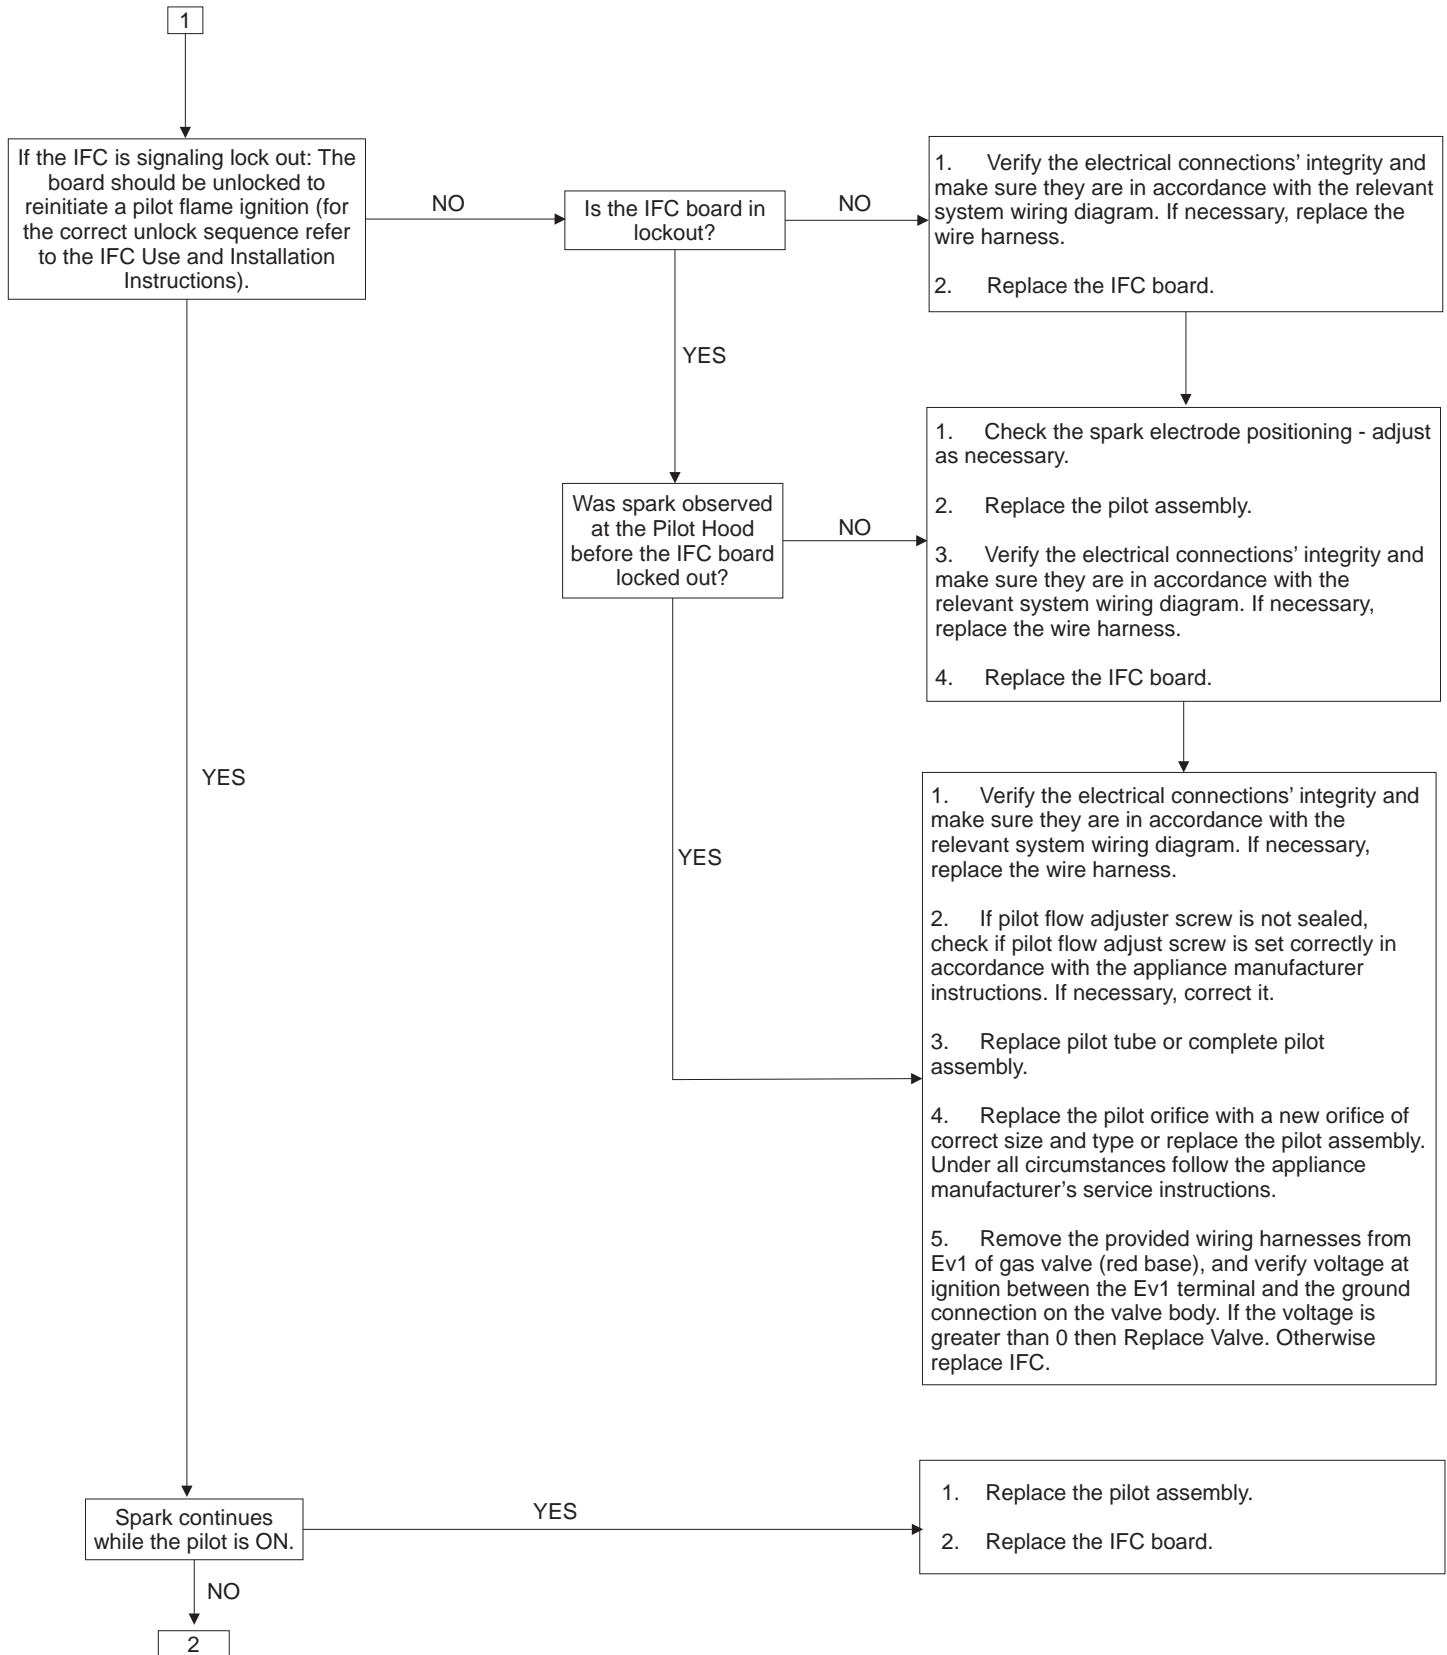 1
If the IFC is signaling lock out: The
board should be unlocked to
reinitiate a pilot flame ignition (for
the correct unlock sequence refer
to the IFC Use and Installation
Instructions).
NO
Is the IFC board in
lockout?
NO
1. Verify the electrical connections’ integrity and
make sure they are in accordance with the relevant
system wiring diagram. If necessary, replace the
wire harness.
2. Replace the IFC board.
YES
Was spark observed
at the Pilot Hood
before the IFC board
locked out?
NO
1. Check the spark electrode positioning - adjust
as necessary.
2. Replace the pilot assembly.
3. Verify the electrical connections’ integrity and
make sure they are in accordance with the
relevant system wiring diagram. If necessary,
replace the wire harness.
4. Replace the IFC board.
YES
YES
1. Verify the electrical connections’ integrity and
make sure they are in accordance with the
relevant system wiring diagram. If necessary,
replace the wire harness.
2. If pilot flow adjuster screw is not sealed,
check if pilot flow adjust screw is set correctly in
accordance with the appliance manufacturer
instructions. If necessary, correct it.
3. Replace pilot tube or complete pilot
assembly.
4. Replace the pilot orifice with a new orifice of
correct size and type or replace the pilot assembly.
Under all circumstances follow the appliance
manufacturer’s service instructions.
5. Remove the provided wiring harnesses from
Ev1 of gas valve (red base), and verify voltage at
ignition between the Ev1 terminal and the ground
connection on the valve body. If the voltage is
greater than 0 then Replace Valve. Otherwise
replace IFC.
Spark continues
while the pilot is ON.
YES
1. Replace the pilot assembly.
2. Replace the IFC board.
NO
2